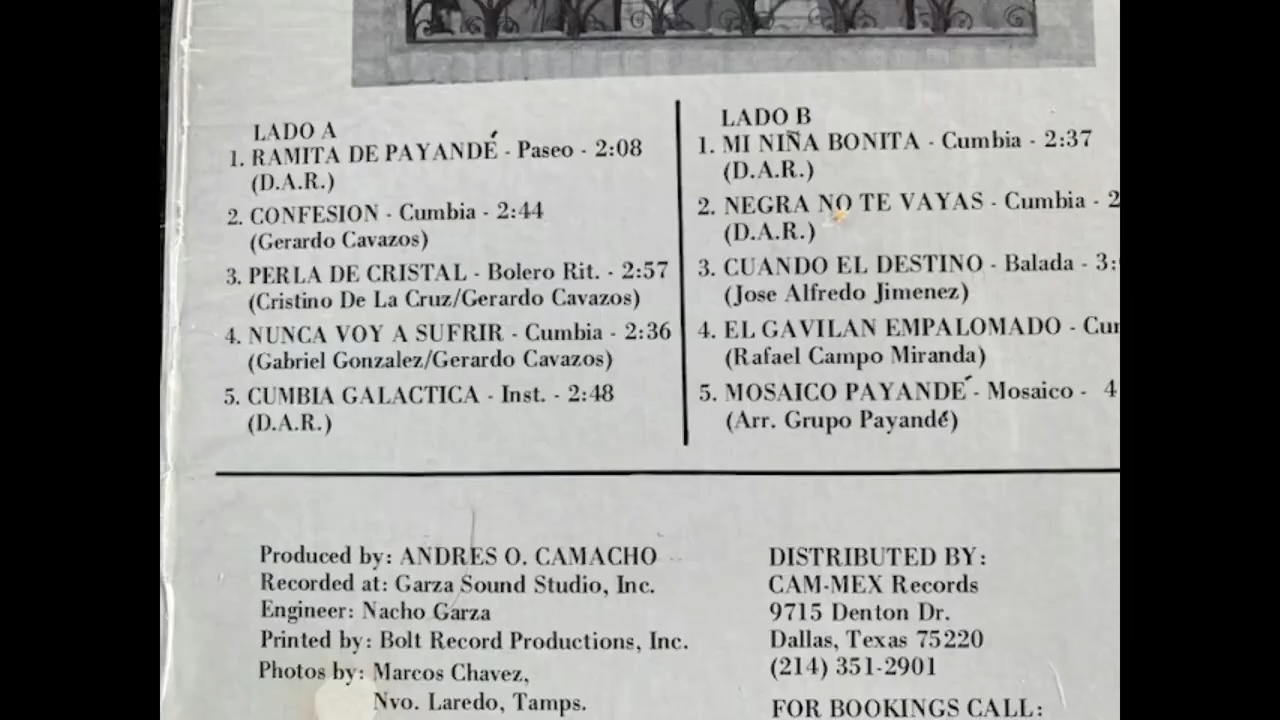 LADO A
1. RAMITA DE PAYANDÉ - Paseo - 2:08
(D.A.R.)
2. CONFESION - Cumbia - 2:44
(Gerardo Cavazos)
3. PERLA DE CRISTAL - Bolero Rit. - 2:57
(Cristino De La Cruz/Gerardo Cavazos)
4. NUNCA VOY A SUFRIR - Cumbia - 2:36
(Gabriel Gonzalez/Gerardo Cavazos)
5. CUMBIA GALACTICA - Inst. - 2:48
(D.A.R.)
LADO B
1. MI NIÑA BONITA - Cumbia - 2:37
(D.A.R.)
2. NEGRA NO TE VAYAS - Cumbia - 2
(D.A.R.)
3. CUANDO EL DESTINO - Balada - 3:
(Jose Alfredo Jimenez)
4. EL GAVILAN EMPALOMADO -
(Rafael Campo Miranda)
5. MOSAICO PAYANDÉ - Mosaico - 4
(Arr. Grupo Payandé)
Produced by: ANDRES O. CAMACHO
Recorded at: Garza Sound Studio, Inc.
Engineer: Nacho Garza
Printed by: Bolt Record Productions, Inc.
Photos by: Marcos Chavez,
Nvo. Laredo, Tamps.
DISTRIBUTED BY:
CAM-MEX Records
9715 Denton Dr.
Dallas, Texas 75220
(214) 351-2901
FOR BOOKINGS CALL: